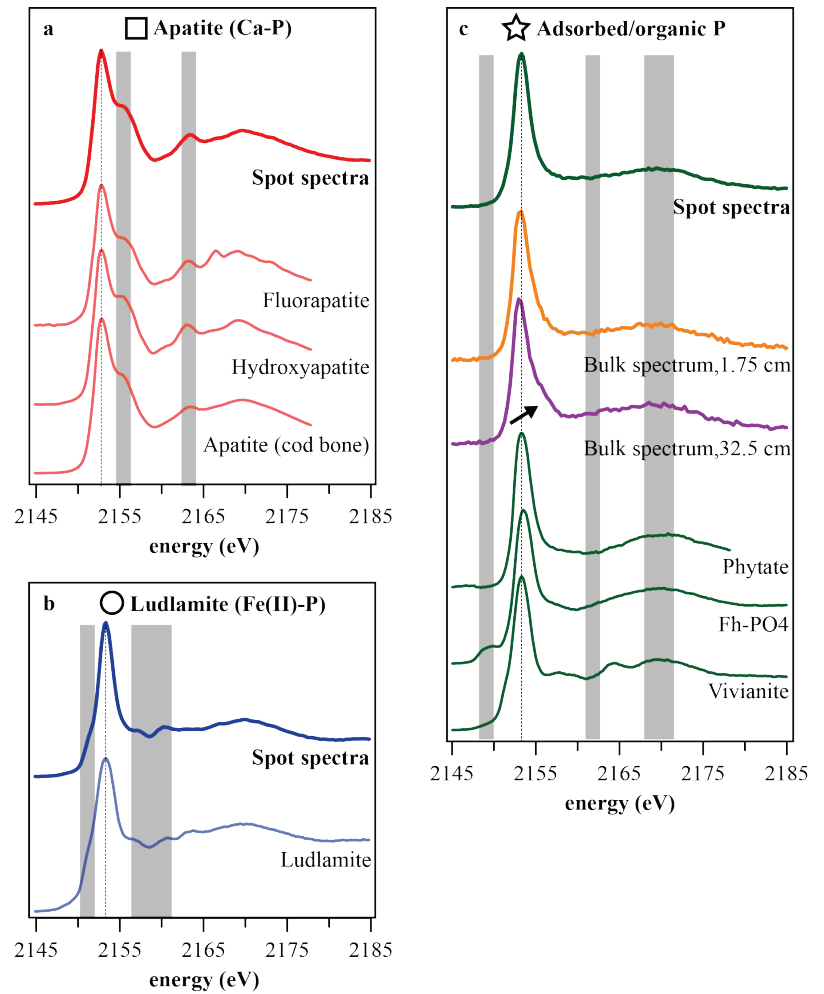 a
Apatite (Ca-P)
Spot spectra
Fluorapatite
Hydroxyapatite
Apatite (cod bone)
2145 2155 2165 2175 2185
energy (eV)
b
Ludlamite (Fe(II)-P)
Spot spectra
Ludlamite
2145 2155 2165 2175 2185
energy (eV)
c
Adsorbed/organic P
Spot spectra
Bulk spectrum,1.75 cm
Bulk spectrum,32.5 cm
Phytate
Fh-PO4
Vivianite
2145 2155 2165 2175 2185
energy (eV)